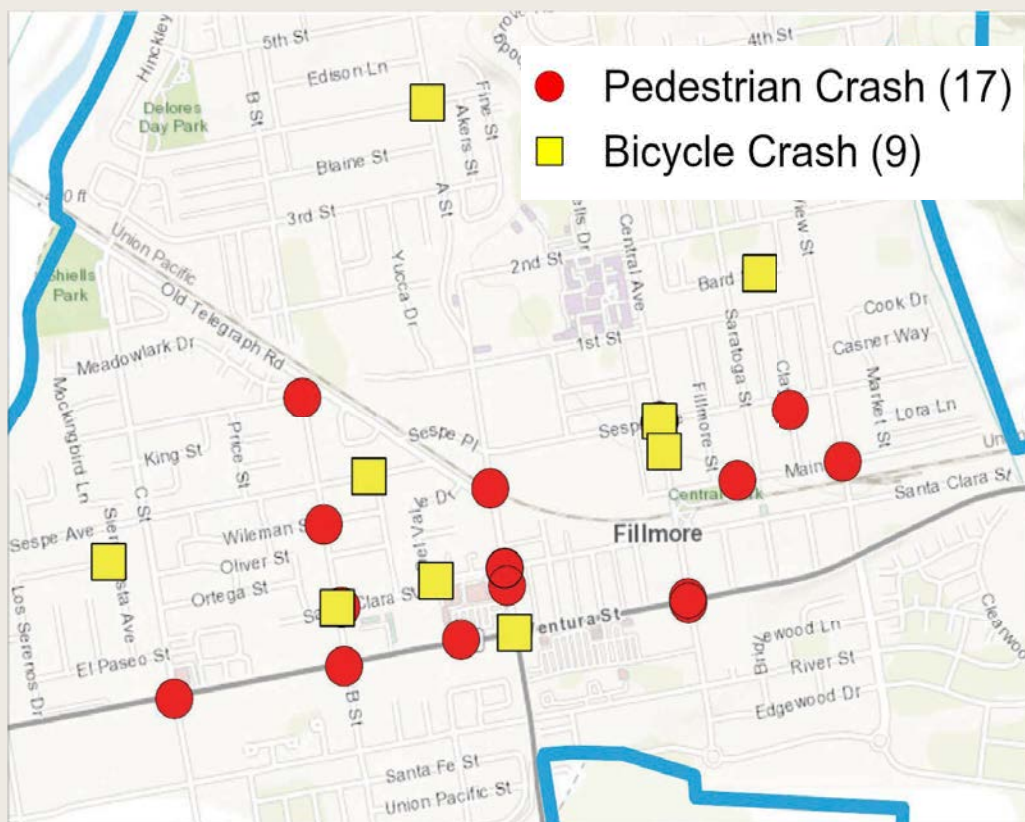 Pedestrian Crash (17)
Bicycle Crash (9)
5th St
4th St
Hinckley
Edison Ln
Delores
Day Park
B St
Fine St
Akers St
Blaine St
A St
3rd St
Union Pacific
Old Telegraph Rd
Shiells
Park
Yucca Dr
2nd St
Central Ave
View St
Bard
Cook Dr
Casner Way
1st St
Saratoga St
Meadowlark Dr
Mockingbird Ln
Fillmore St
Market St
Lora Ln
Sespe Pl
King St
Price St
C St
Main
Santa Clara St
Central Park
Sespe Ave
Wileman
Fillmore
Oliver St
Ortega St
Clara St
Ventura St
Los Serenos Dr
El Paseo St
River St
Edgewood Dr
B St
Santa Fe St
Union Pacific St